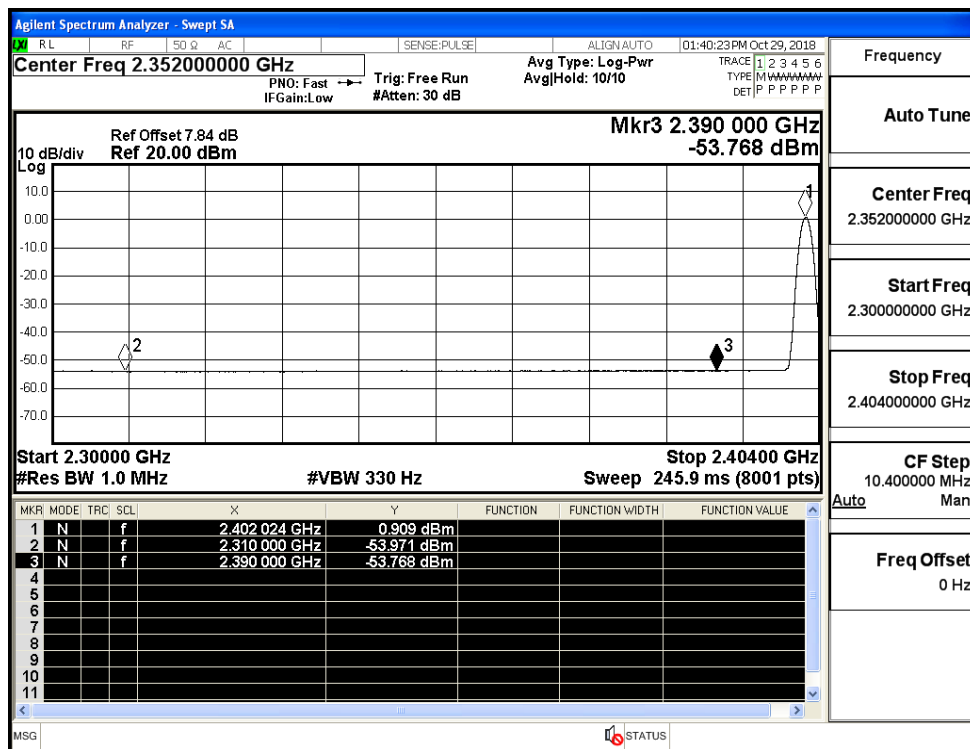 Agilent Spectrum Analyzer - Swept SA
LXI RL RF 50 Ω AC SENSE:PULSE ALIGN AUTO 01:40:23 PM Oct 29, 2018
Center Freq 2.352000000 GHz
PNO: Fast
IFGain:Low
Trig: Free Run
#Atten: 30 dB
Avg Type: Log-Pwr
Avg|Hold: 10/10
TRACE 1 2 3 4 5 6
TYPE M W W W W W
DET P P P P P P
Ref Offset 7.84 dB
10 dB/div Ref 20.00 dBm
Log
Mkr3 2.390 000 GHz
-53.768 dBm
10.0
0.00
-10.0
-20.0
-30.0
-40.0
-50.0
-60.0
-70.0
1
2
3
Start 2.30000 GHz Stop 2.40400 GHz
#Res BW 1.0 MHz #VBW 330 Hz Sweep 245.9 ms (8001 pts)
MKR MODE TRC SCL X Y FUNCTION FUNCTION WIDTH FUNCTION VALUE
1 N f 2.402 024 GHz 0.909 dBm
2 N f 2.310 000 GHz -53.971 dBm
3 N f 2.390 000 GHz -53.768 dBm
4
5
6
7
8
9
10
11
MSG STATUS
Frequency
Auto Tune
Center Freq
2.352000000 GHz
Start Freq
2.300000000 GHz
Stop Freq
2.404000000 GHz
CF Step
10.400000 MHz
Auto Man
Freq Offset
0 Hz